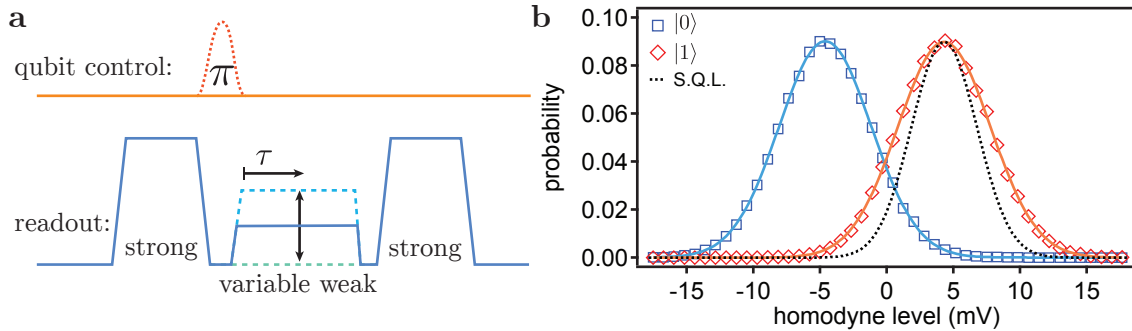 a
qubit control:
π
τ
readout:
strong
strong
variable weak
b
|0⟩
|1⟩
S.Q.L.
probability
0.10
0.08
0.06
0.04
0.02
0.00
-15
-10
-5
0
5
10
15
homodyne level (mV)